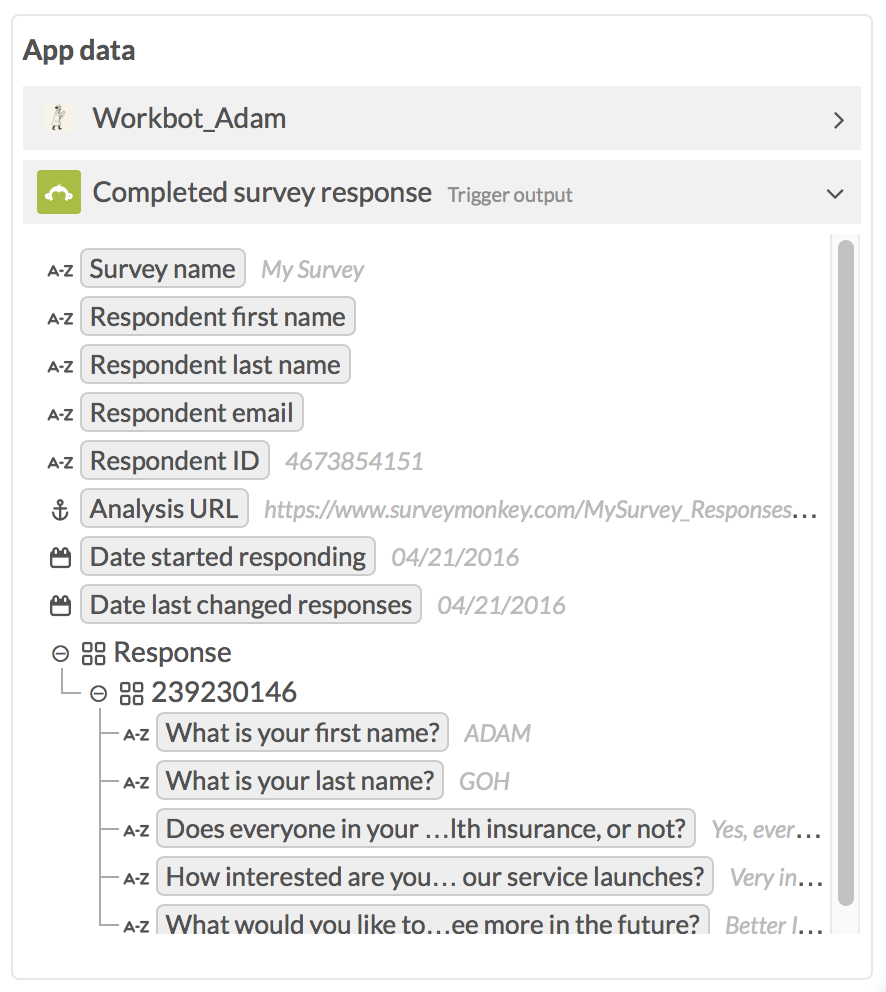 App data
Workbot_Adam
Completed survey response Trigger output
A-Z Survey name My Survey
A-Z Respondent first name
A-Z Respondent last name
A-Z Respondent email
A-Z Respondent ID 4673854151
Analysis URL https://www.surveymonkey.com/MySurvey_Responses...
Date started responding 04/21/2016
Date last changed responses 04/21/2016
Response
239230146
A-Z What is your first name? ADAM
A-Z What is your last name? GOH
A-Z Does everyone in your ...lth insurance, or not? Yes, ever...
A-Z How interested are you... our service launches? Very in...
A-Z What would you like to...ee more in the future? Better I...